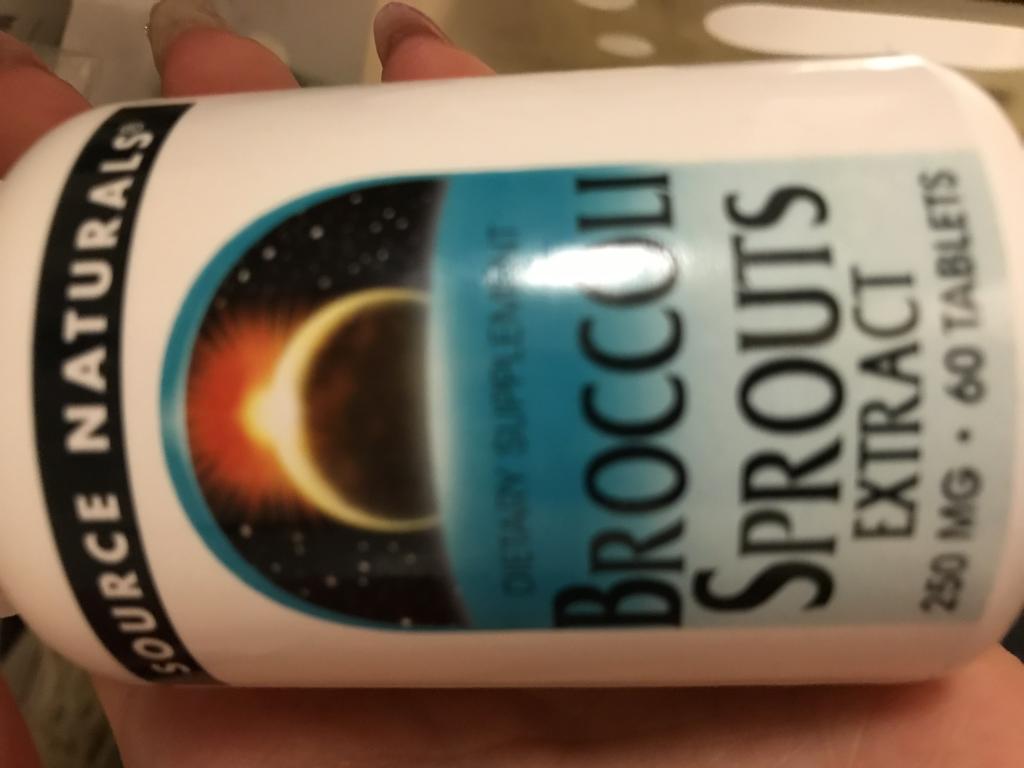 SOURCE NATURALS®
DIETARY SUPPLEMENT
BROCCOLI
SPROUTS
EXTRACT
250 MG • 60 TABLETS